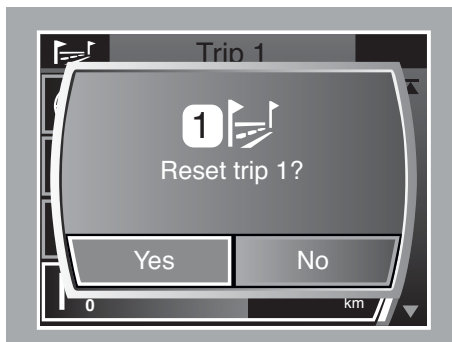 Trip 1
1
Reset trip 1?
Yes No
0 km